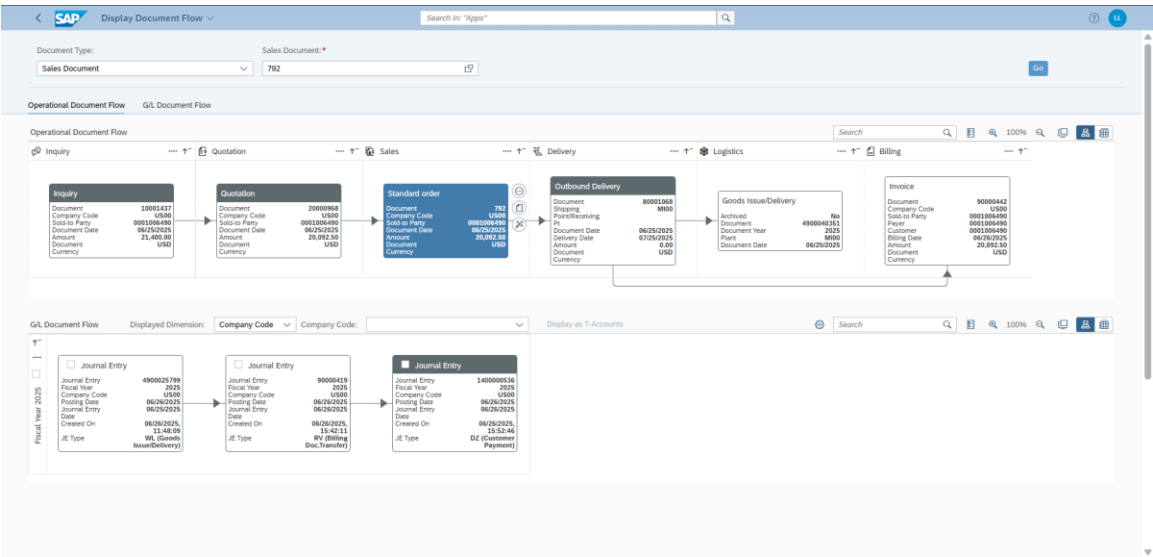 SAP Display Document Flow
Search In: "Apps"
LL
Document Type:
Sales Document:*
Sales Document
792
Go
Operational Document Flow G/L Document Flow
Operational Document Flow
Search
100%
Inquiry
Quotation
Sales
Delivery
Logistics
Billing
Inquiry
Document 10001437
Company Code US00
Sold-to Party 0001006490
Document Date 06/25/2025
Amount 21,400.00
Document USD
Currency
Quotation
Document 20000968
Company Code US00
Sold-to Party 0001006490
Document Date 06/25/2025
Amount 20,092.50
Document USD
Currency
Standard order
Document 792
Company Code US00
Sold-to Party 0001006490
Document Date 06/25/2025
Amount 20,092.50
Document USD
Currency
Outbound Delivery
Document 80001068
Shipping MI00
Point/Receiving
Pt
Document Date 06/25/2025
Delivery Date 07/25/2025
Amount 0.00
Document USD
Currency
Goods Issue/Delivery
Archived No
Document 4900040351
Document Year 2025
Plant MI00
Document Date 06/25/2025
Invoice
Document 90000442
Company Code US00
Sold-to Party 0001006490
Payer 0001006490
Customer 0001006490
Billing Date 06/26/2025
Amount 20,092.50
Document USD
Currency
G/L Document Flow
Displayed Dimension:
Company Code
Company Code:
Display as T-Accounts
Search
100%
Fiscal Year 2025
Journal Entry
Journal Entry 4900025799
Fiscal Year 2025
Company Code US00
Posting Date 06/26/2025
Journal Entry 06/25/2025
Date
Created On 06/26/2025,
11:48:09
JE Type WL (Goods
Issue/Delivery)
Journal Entry
Journal Entry 90000419
Fiscal Year 2025
Company Code US00
Posting Date 06/26/2025
Journal Entry 06/26/2025
Date
Created On 06/26/2025,
15:42:11
JE Type RV (Billing
Doc.Transfer)
Journal Entry
Journal Entry 1400000536
Fiscal Year 2025
Company Code US00
Posting Date 06/26/2025
Journal Entry 06/26/2025
Date
Created On 06/26/2025,
15:52:46
JE Type DZ (Customer
Payment)